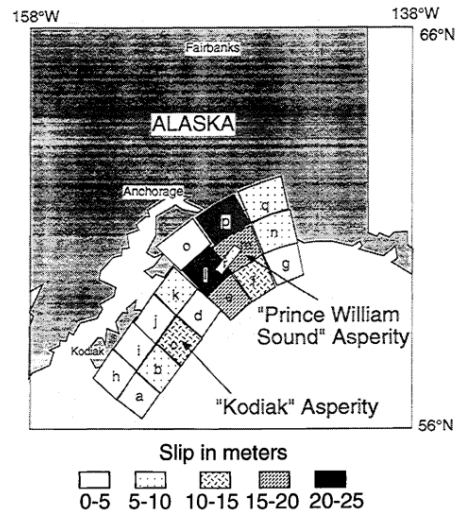 158°W
138°W
66°N
Fairbanks
ALASKA
Anchorage
q
p
n
o
g
l
k
e
d
j
c
Kodiak
i
b
h
a
"Prince William
Sound" Asperity
"Kodiak" Asperity
56°N
Slip in meters
0-5 5-10 10-15 15-20 20-25